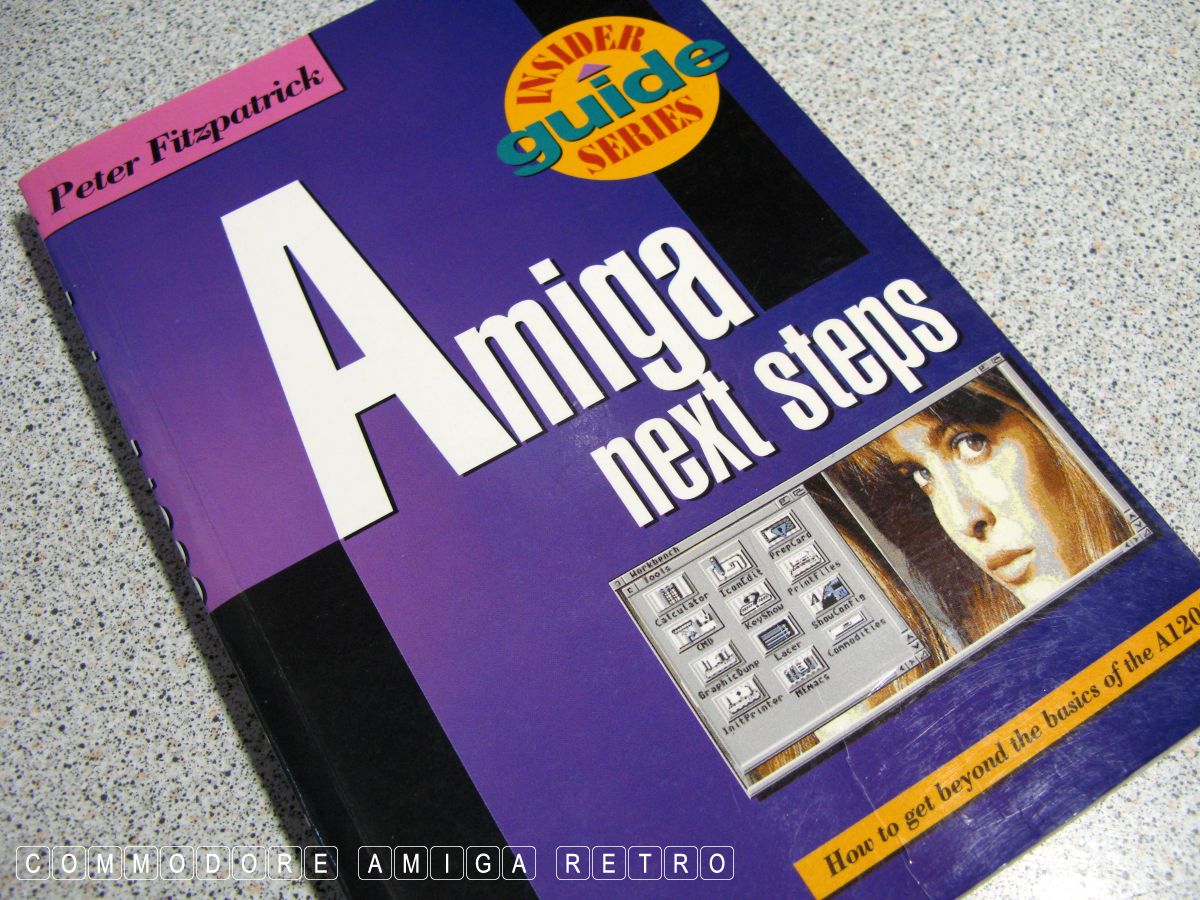 Peter Fitzpatrick
INSIDER
guide
SERIES
Amiga
next steps
Workbench
Tools
Calculator
IconEdit
PrepCard
CMD
KeyShow
PrintFiles
GraphicDump
Lacer
ShowConfig
InitPrinter
MEmacs
Commodities
How to get beyond the basics of the A120
COMMODORE AMIGA RETRO